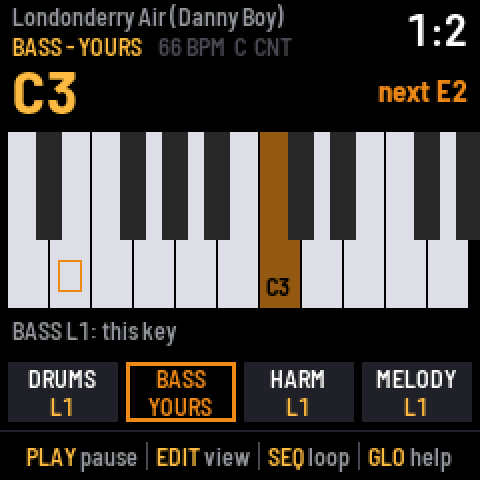 Londonderry Air (Danny Boy)
1:2
BASS - YOURS 66 BPM C CNT
C3
next E2
C3
BASS L1: this key
DRUMS BASS HARM MELODY
L1 YOURS L1 L1
PLAY pause EDIT view SEQ loop GLO help